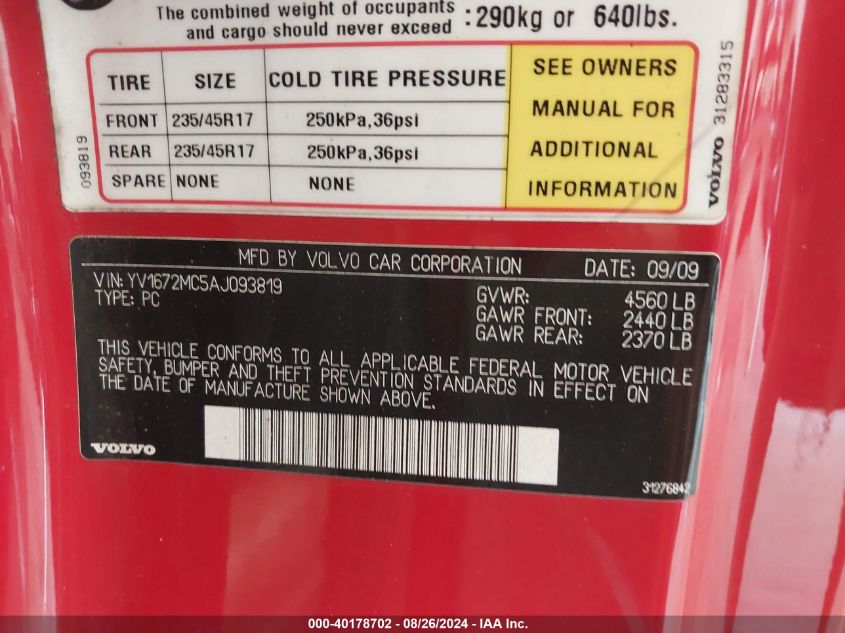 The combined weight of occupants and cargo should never exceed : 290kg or 640lbs.
TIRE SIZE COLD TIRE PRESSURE
FRONT 235/45R17 250kPa,36psi
REAR 235/45R17 250kPa,36psi
SPARE NONE NONE
SEE OWNERS
MANUAL FOR
ADDITIONAL
INFORMATION
093819
VOLVO 31283315
MFD BY VOLVO CAR CORPORATION DATE: 09/09
VIN: YV1672MC5AJ093819
TYPE: PC
GVWR: 4560 LB
GAWR FRONT: 2440 LB
GAWR REAR: 2370 LB
THIS VEHICLE CONFORMS TO ALL APPLICABLE FEDERAL MOTOR VEHICLE
SAFETY, BUMPER AND THEFT PREVENTION STANDARDS IN EFFECT ON
THE DATE OF MANUFACTURE SHOWN ABOVE.
VOLVO
31276842
000-40178702 - 08/26/2024 - IAA Inc.